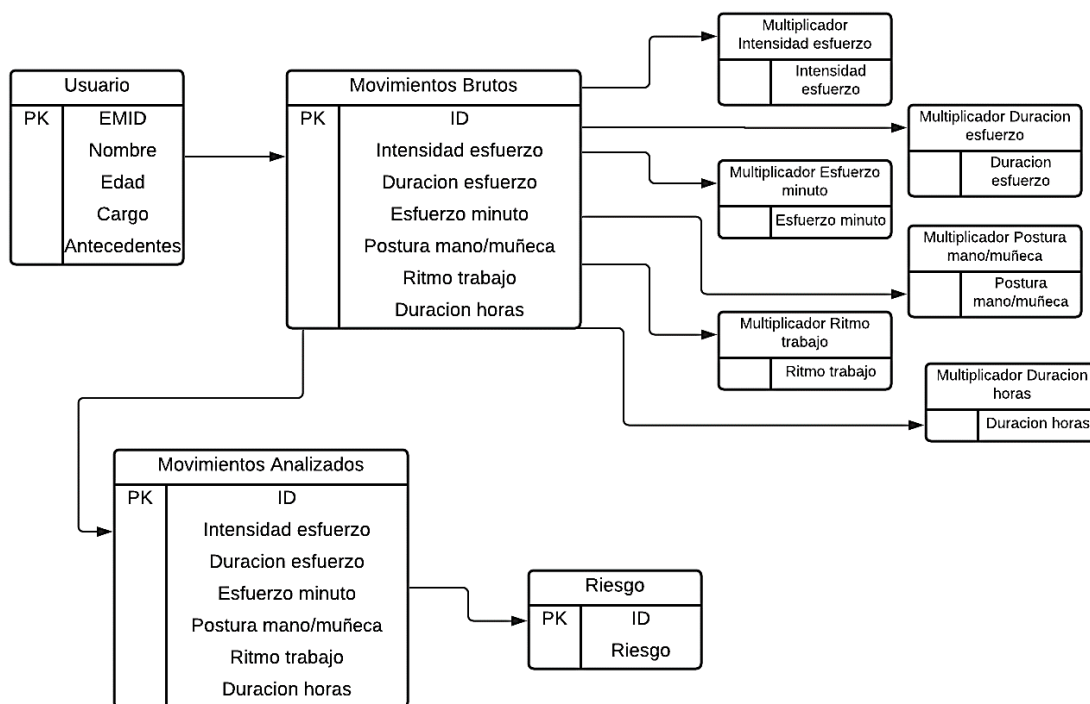 Usuario
PK
EMID
Nombre
Edad
Cargo
Antecedentes
Movimientos Brutos
PK
ID
Intensidad esfuerzo
Duracion esfuerzo
Esfuerzo minuto
Postura mano/muñeca
Ritmo trabajo
Duracion horas
Multiplicador
Intensidad esfuerzo
Intensidad
esfuerzo
Multiplicador Duracion
esfuerzo
Duracion
esfuerzo
Multiplicador Esfuerzo
minuto
Esfuerzo minuto
Multiplicador Postura
mano/muñeca
Postura
mano/muñeca
Multiplicador Ritmo
trabajo
Ritmo trabajo
Multiplicador Duracion
horas
Duracion horas
Movimientos Analizados
PK
ID
Intensidad esfuerzo
Duracion esfuerzo
Esfuerzo minuto
Postura mano/muñeca
Ritmo trabajo
Duracion horas
Riesgo
PK
ID
Riesgo